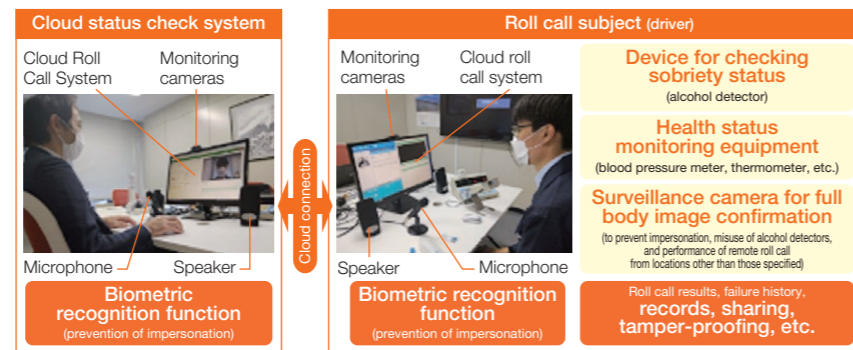 Cloud status check system
Cloud Roll
Call System
Monitoring
cameras
Microphone
Speaker
Biometric
recognition function
(prevention of impersonation)
Cloud connection
Roll call subject (driver)
Monitoring
cameras
Cloud roll
call system
Speaker
Microphone
Biometric recognition
function
(prevention of impersonation)
Device for checking
sobriety status
(alcohol detector)
Health status
monitoring equipment
(blood pressure meter, thermometer, etc.)
Surveillance camera for full
body image confirmation
(to prevent impersonation, misuse of alcohol detectors,
and performance of remote roll call
from locations other than those specified)
Roll call results, failure history,
records, sharing,
tamper-proofing, etc.